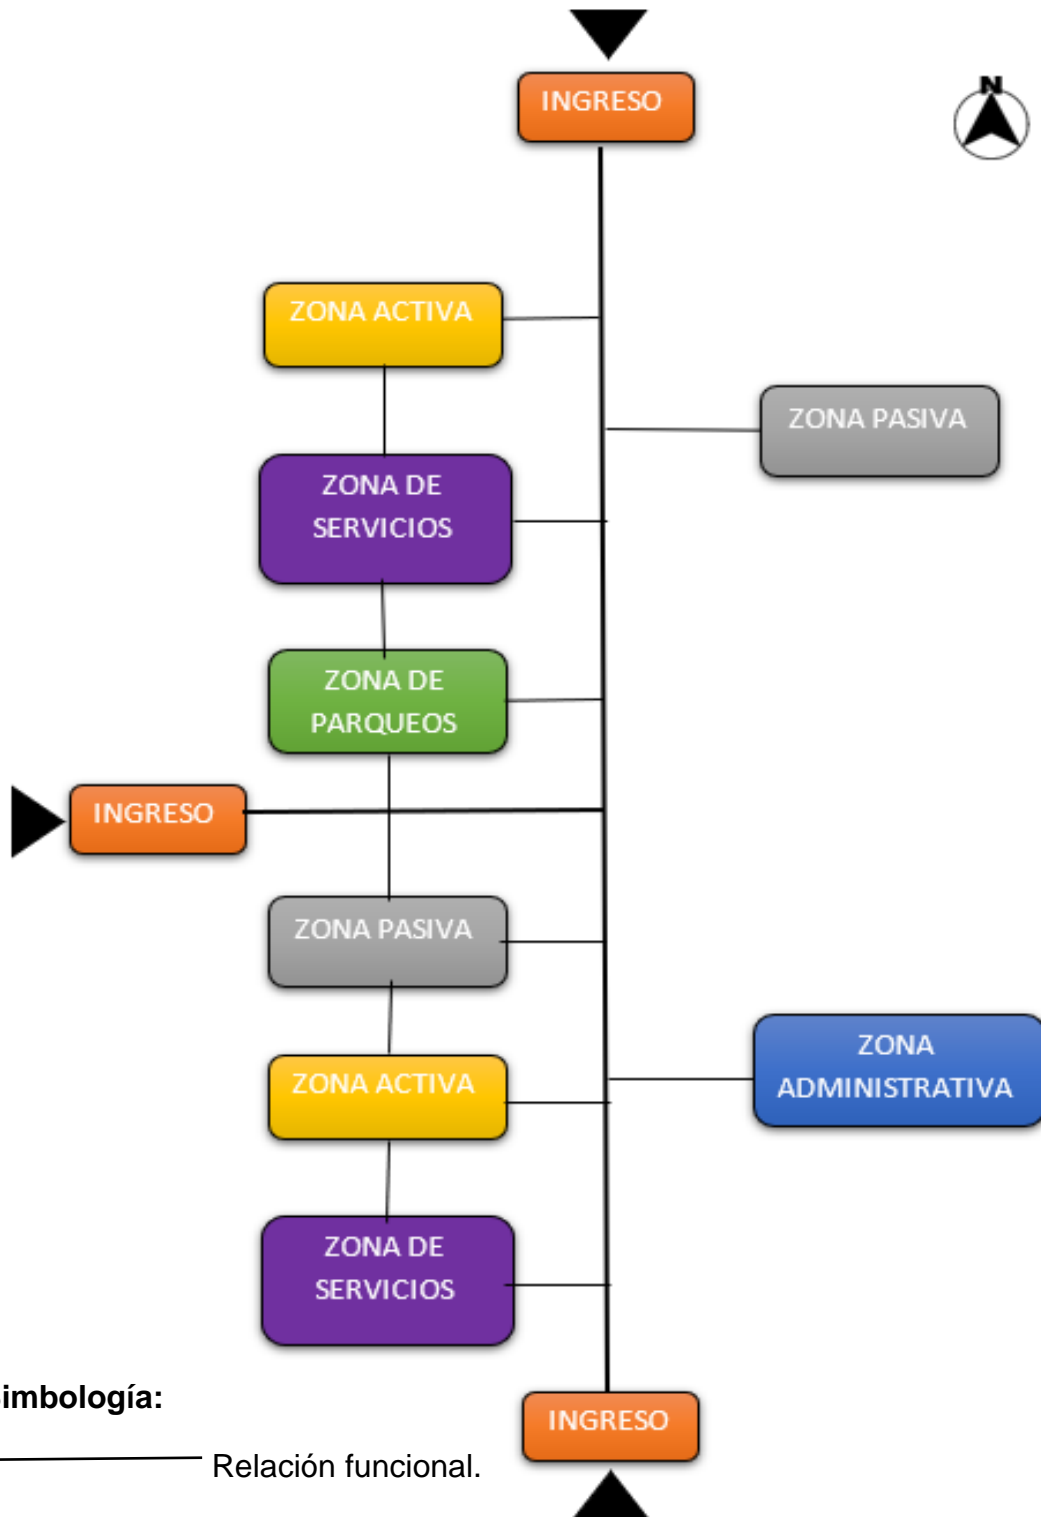 INGRESO
N
ZONA ACTIVA
ZONA PASIVA
ZONA DE
SERVICIOS
ZONA DE
PARQUEOS
INGRESO
ZONA PASIVA
ZONA
ADMINISTRATIVA
ZONA ACTIVA
ZONA DE
SERVICIOS
imbología:
INGRESO
Relación funcional.